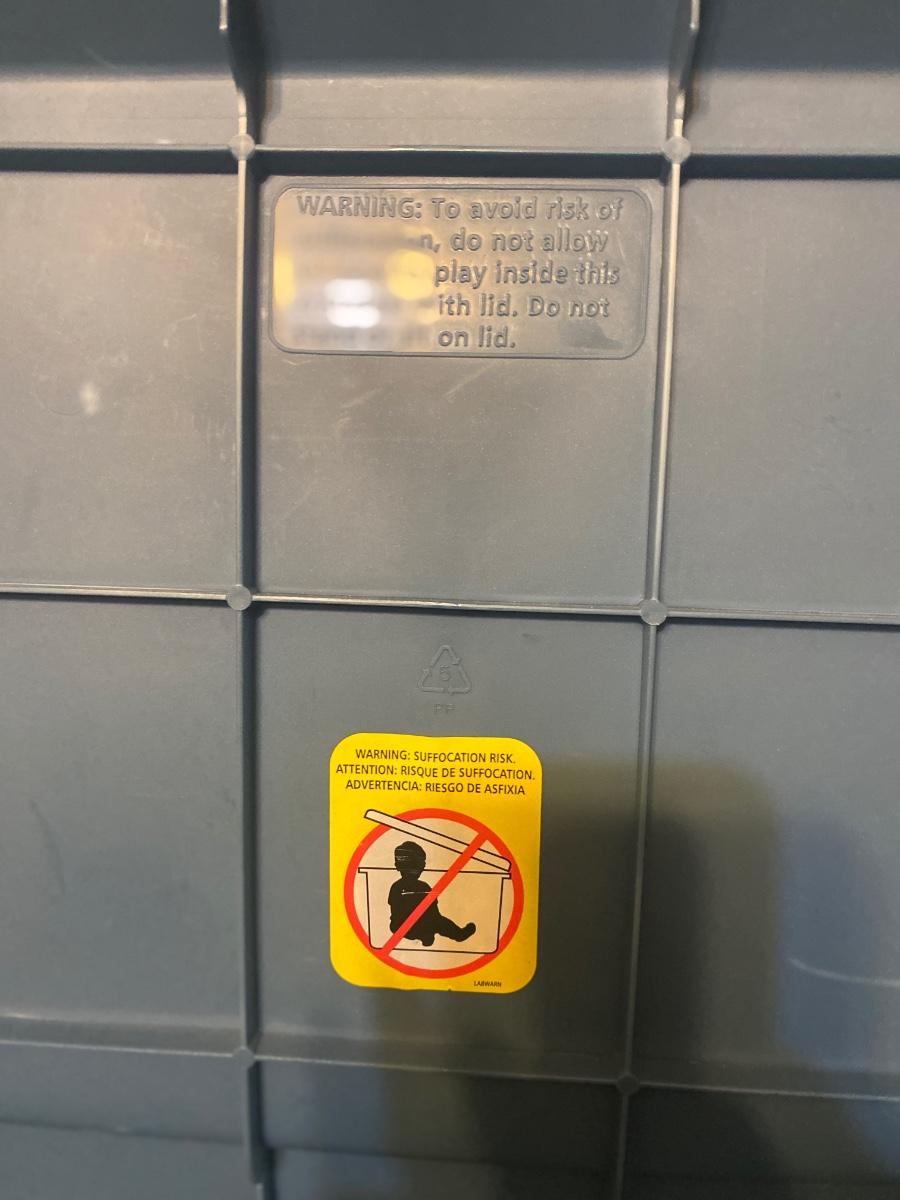 WARNING: To avoid risk of
do not allow
play inside this
lid. Do not
on lid.
5
PP
WARNING: SUFFOCATION RISK.
ATTENTION: RISQUE DE SUFFOCATION.
ADVERTENCIA: RIESGO DE ASFIXIA
LABWARN